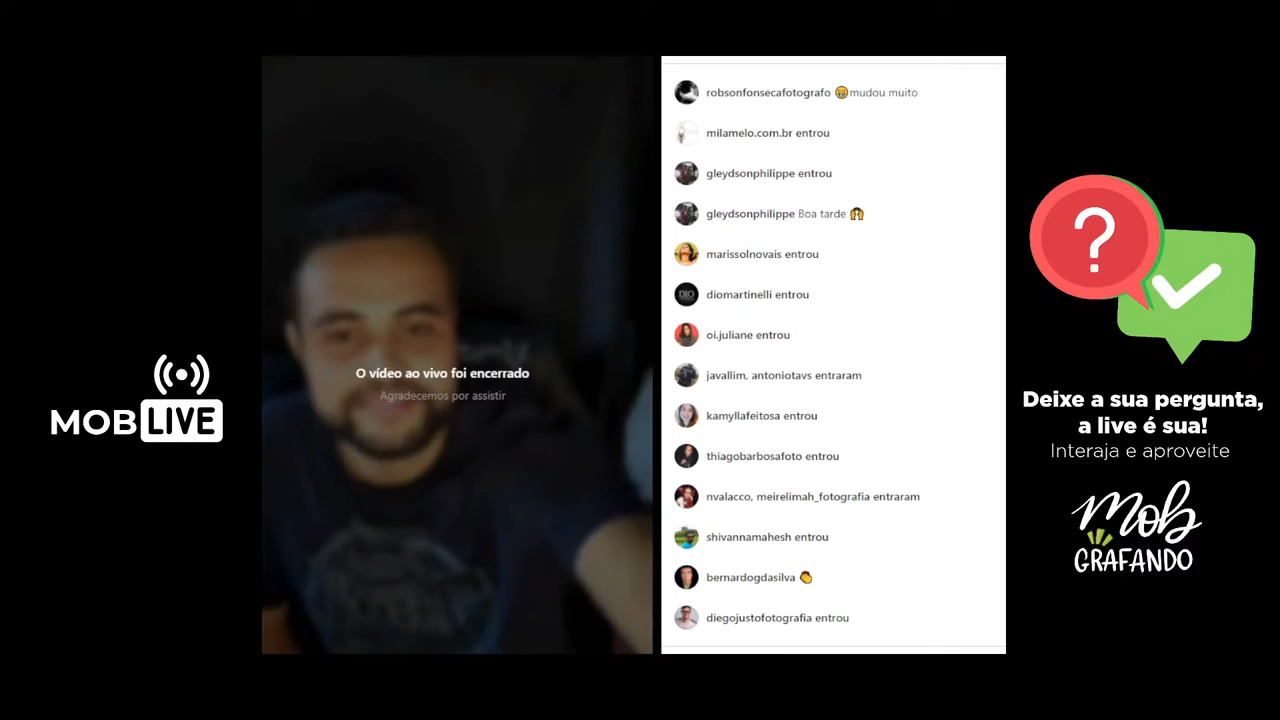 MOB LIVE
O vídeo ao vivo foi encerrado
Agradecemos por assistir
robsonfonsecafotografo 😁mudou muito
milamelo.com.br entrou
gleydsonphilippe entrou
gleydsonphilippe Boa tarde 🙌
marissolnovais entrou
diomartinelli entrou
oi.juliane entrou
javallim, antoniotavs entraram
kamyllafeitosa entrou
thiagobarbosafoto entrou
nvalacco, meirelimah_fotografia entraram
shivannamahesh entrou
bernardogdasilva 👏
diegojustofotografia entrou
?
Deixe a sua pergunta,
a live é sua!
Interaja e aproveite
Mob
GRAFANDO